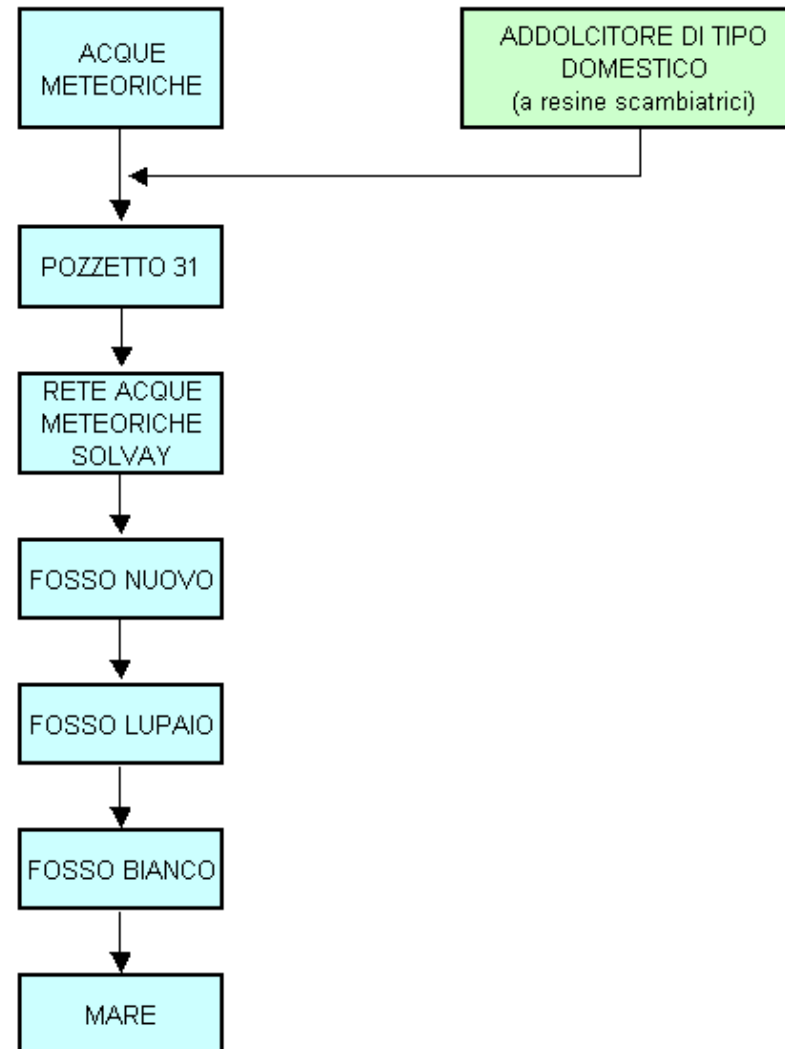 ACQUE
METEORICHE
ADDOLCITORE DI TIPO
DOMESTICO
(a resine scambiatrici)
POZZETTO 31
RETE ACQUE
METEORICHE
SOLVAY
FOSSO NUOVO
FOSSO LUPAIO
FOSSO BIANCO
MARE